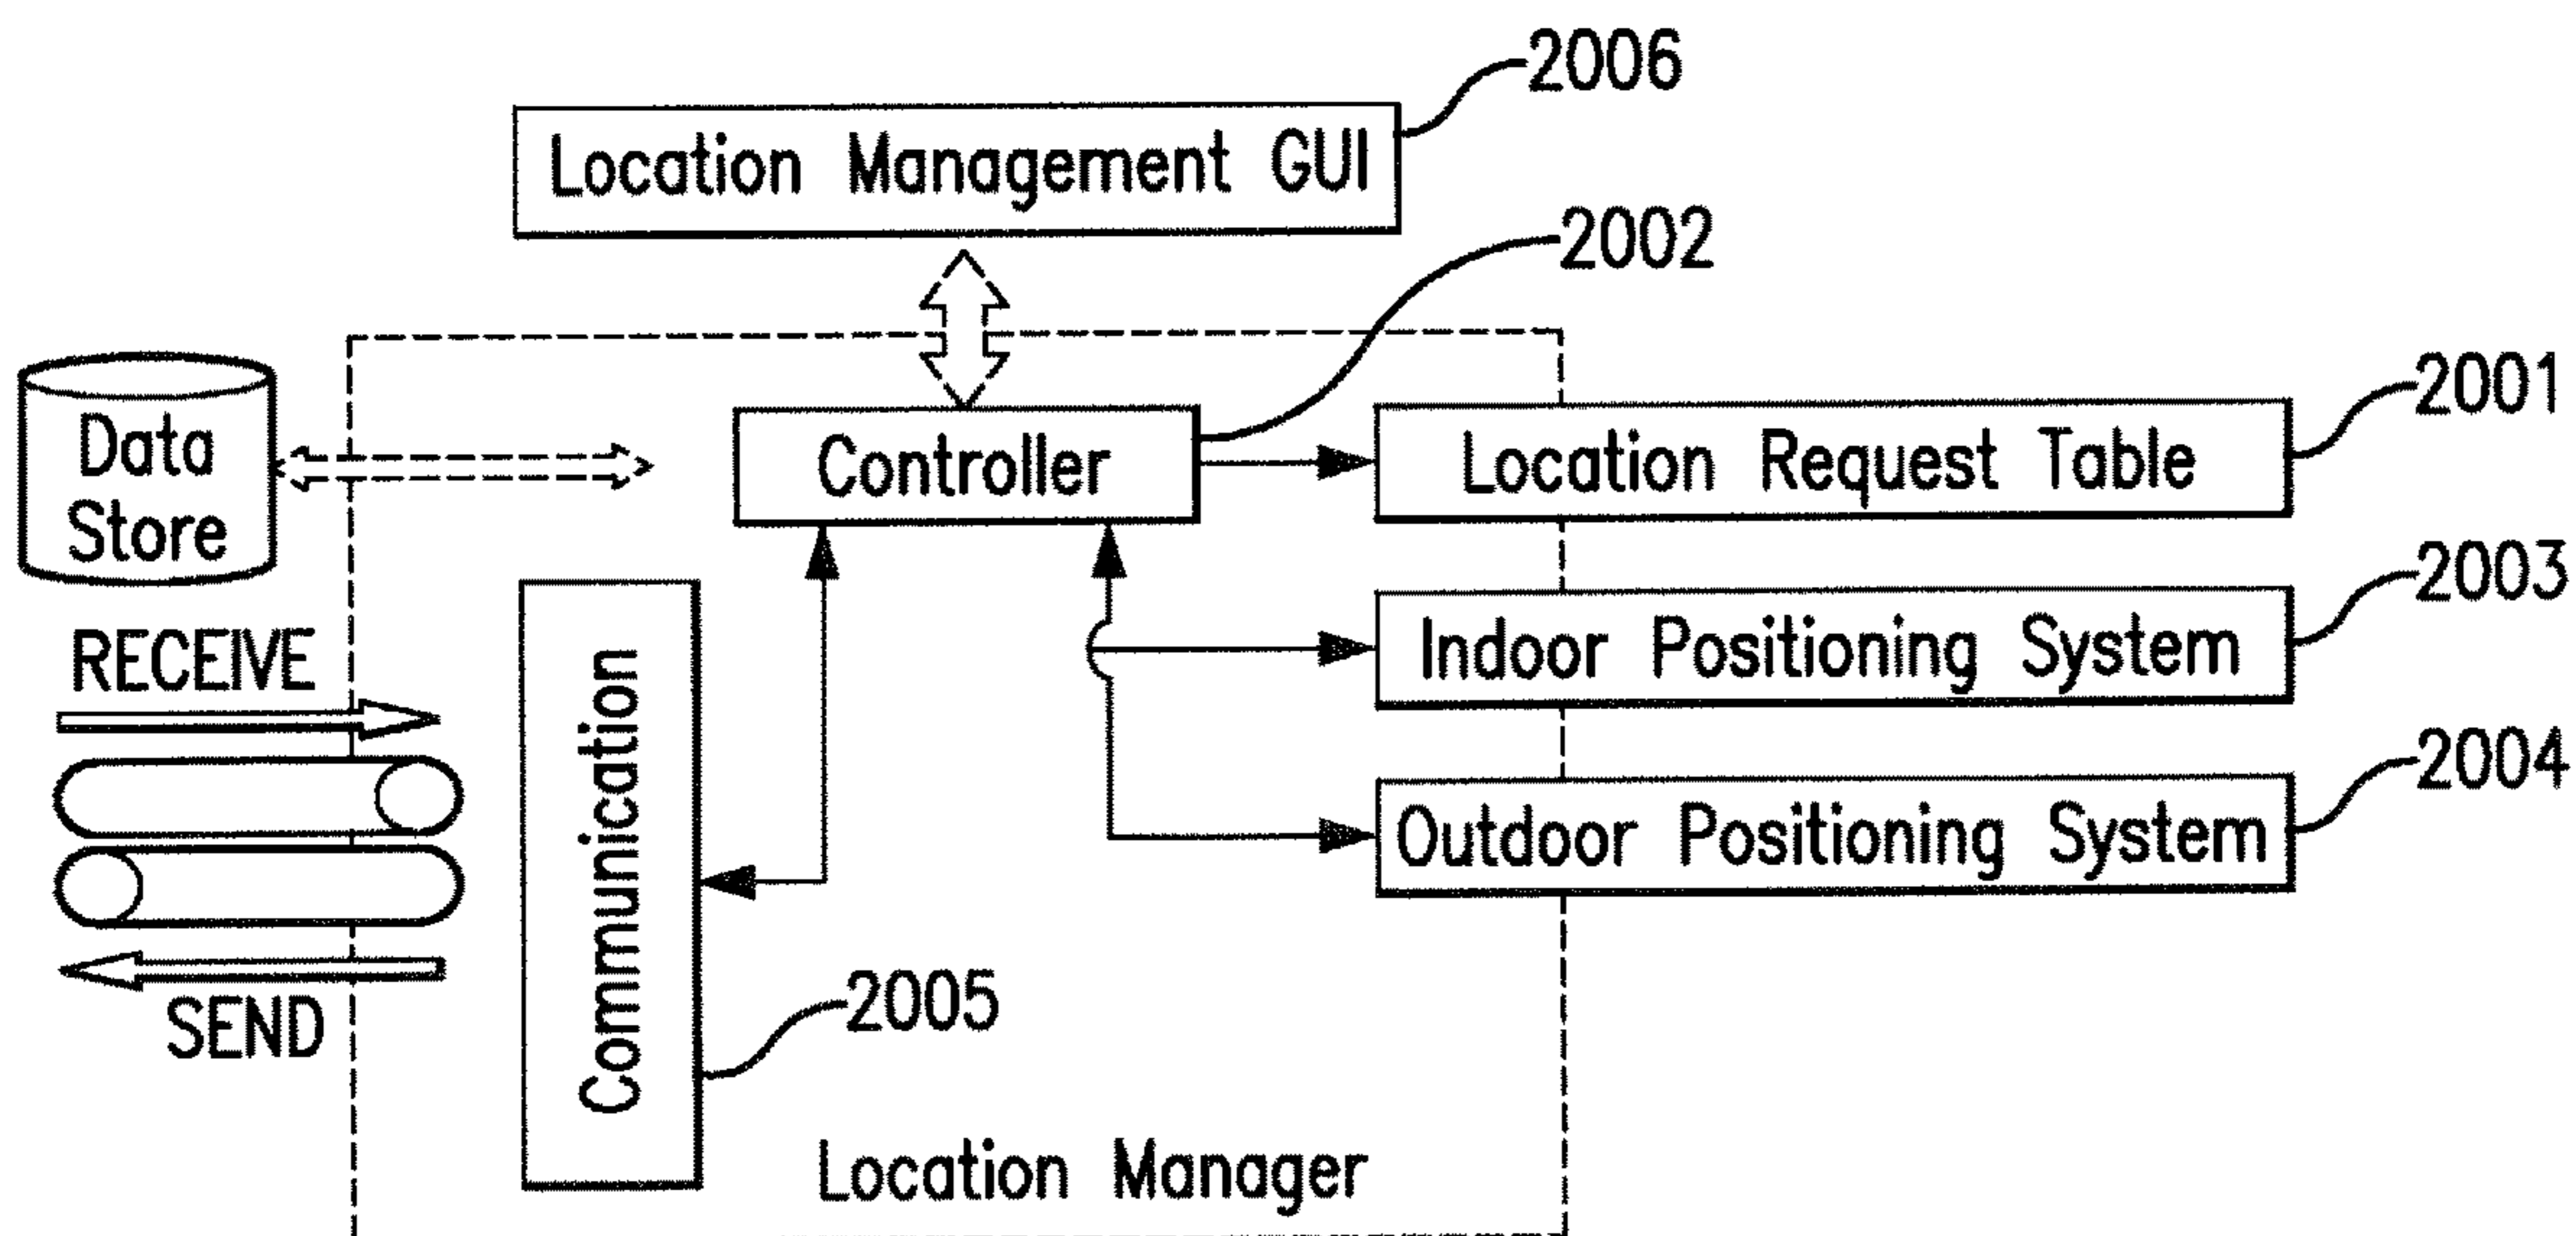 2006
Location Management GUI
2002
Data
Store
Controller
Location Request Table
2001
RECEIVE
Communication
Indoor Positioning System
2003
Outdoor Positioning System
2004
SEND
2005
Location Manager